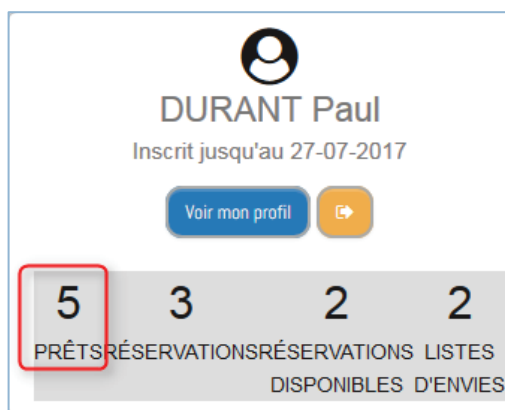 DURANT Paul
Inscrit jusqu'au 27-07-2017
Voir mon profil
5 3 2 2
PRÊTS RÉSERVATIONS RÉSERVATIONS LISTES
DISPONIBLES D'ENVIES